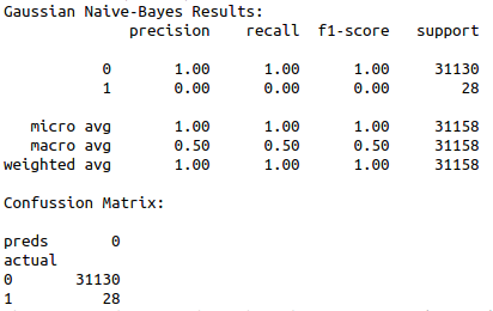 Gaussian Naive-Bayes Results:
precision recall f1-score support
0 1.00 1.00 1.00 31130
1 0.00 0.00 0.00 28
micro avg 1.00 1.00 1.00 31158
macro avg 0.50 0.50 0.50 31158
weighted avg 1.00 1.00 1.00 31158
Confussion Matrix:
preds 0
actual
0 31130
1 28